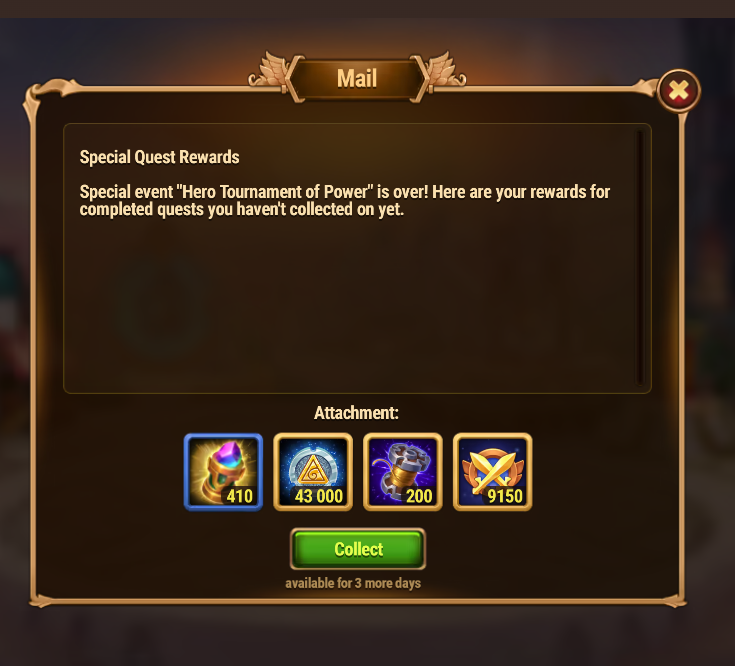 Mail
Special Quest Rewards
Special event "Hero Tournament of Power" is over! Here are your rewards for
completed quests you haven't collected on yet.
Attachment:
410
43 000
200
9150
Collect
available for 3 more days